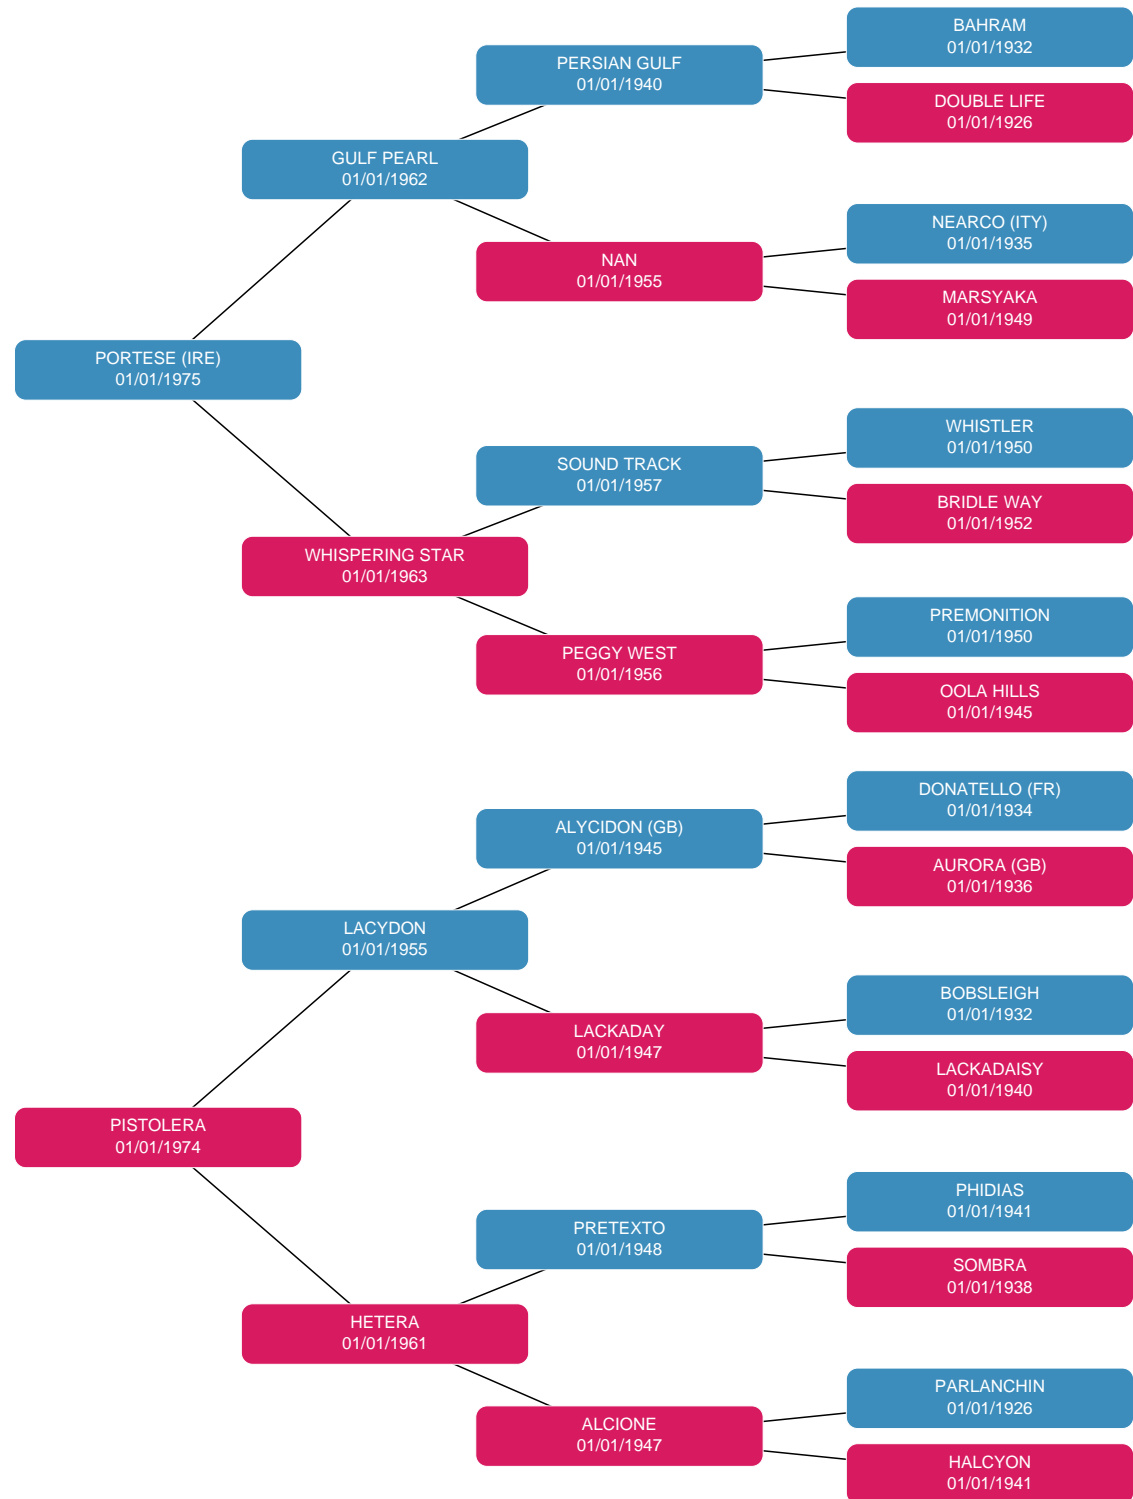 BAHRAM
01/01/1932
PERSIAN GULF
01/01/1940
DOUBLE LIFE
01/01/1926
GULF PEARL
01/01/1962
NEARCO (ITY)
01/01/1935
NAN
01/01/1955
MARSYAKA
01/01/1949
PORTESE (IRE)
01/01/1975
WHISTLER
01/01/1950
SOUND TRACK
01/01/1957
BRIDLE WAY
01/01/1952
WHISPERING STAR
01/01/1963
PREMONITION
01/01/1950
PEGGY WEST
01/01/1956
OOLA HILLS
01/01/1945
DONATELLO (FR)
01/01/1934
ALYCIDON (GB)
01/01/1945
AURORA (GB)
01/01/1936
LACYDON
01/01/1955
BOBSLEIGH
01/01/1932
LACKADAY
01/01/1947
LACKADAISY
01/01/1940
PISTOLERA
01/01/1974
PHIDIAS
01/01/1941
PRETEXTO
01/01/1948
SOMBRA
01/01/1938
HETERA
01/01/1961
PARLANCHIN
01/01/1926
ALCIONE
01/01/1947
HALCYON
01/01/1941